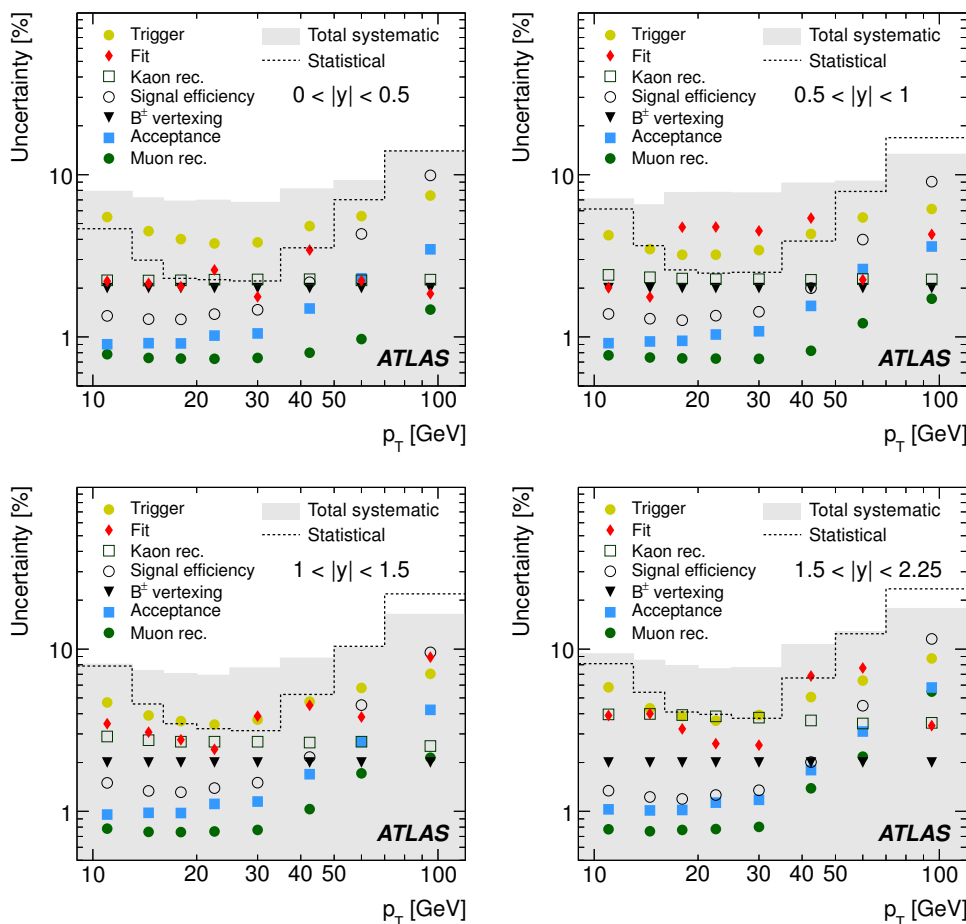 Uncertainty [%]
10
1
Trigger
Fit
Kaon rec.
Signal efficiency
B± vertexing
Acceptance
Muon rec.
Total systematic
Statistical
0 < |y| < 0.5
ATLAS
10 20 30 40 50 100
p_T [GeV]
Uncertainty [%]
10
1
Trigger
Fit
Kaon rec.
Signal efficiency
B± vertexing
Acceptance
Muon rec.
Total systematic
Statistical
0.5 < |y| < 1
ATLAS
10 20 30 40 50 100
p_T [GeV]
Uncertainty [%]
10
1
Trigger
Fit
Kaon rec.
Signal efficiency
B± vertexing
Acceptance
Muon rec.
Total systematic
Statistical
1 < |y| < 1.5
ATLAS
10 20 30 40 50 100
p_T [GeV]
Uncertainty [%]
10
1
Trigger
Fit
Kaon rec.
Signal efficiency
B± vertexing
Acceptance
Muon rec.
Total systematic
Statistical
1.5 < |y| < 2.25
ATLAS
10 20 30 40 50 100
p_T [GeV]